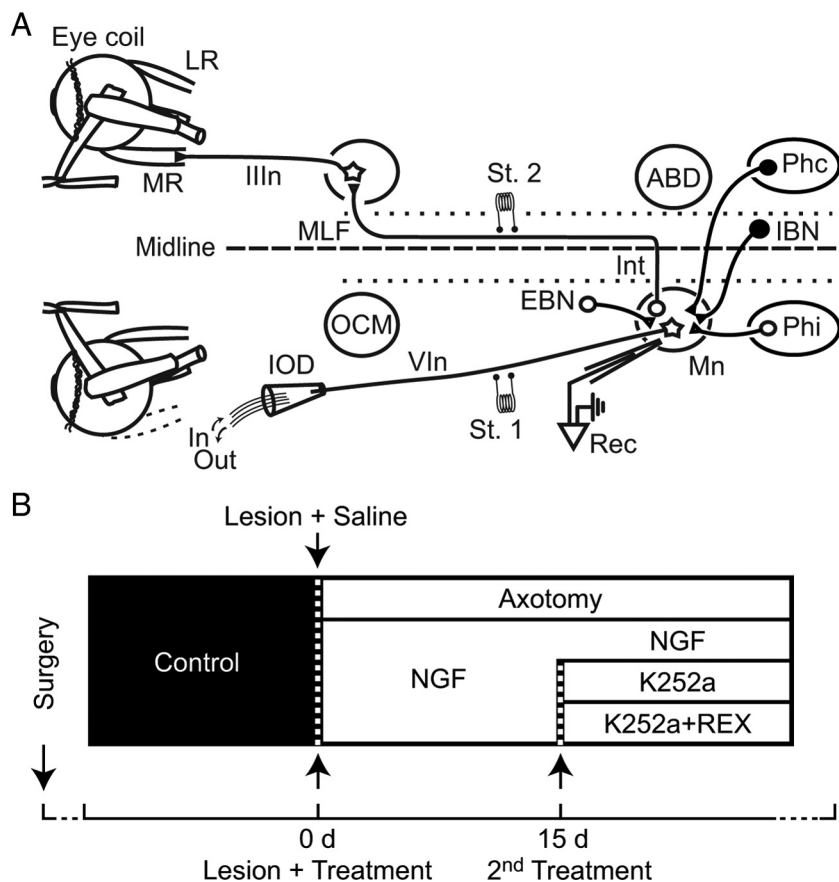 A
Eye coil
LR
MR
IIIn
St. 2
ABD
Phc
MLF
IBN
Midline
Int
EBN
OCM
Phi
IOD
VIn
Mn
In
Out
St. 1
Rec
B
Lesion + Saline
Axotomy
Control
NGF
NGF
K252a
K252a+REX
Surgery
0 d
15 d
Lesion + Treatment
2nd Treatment